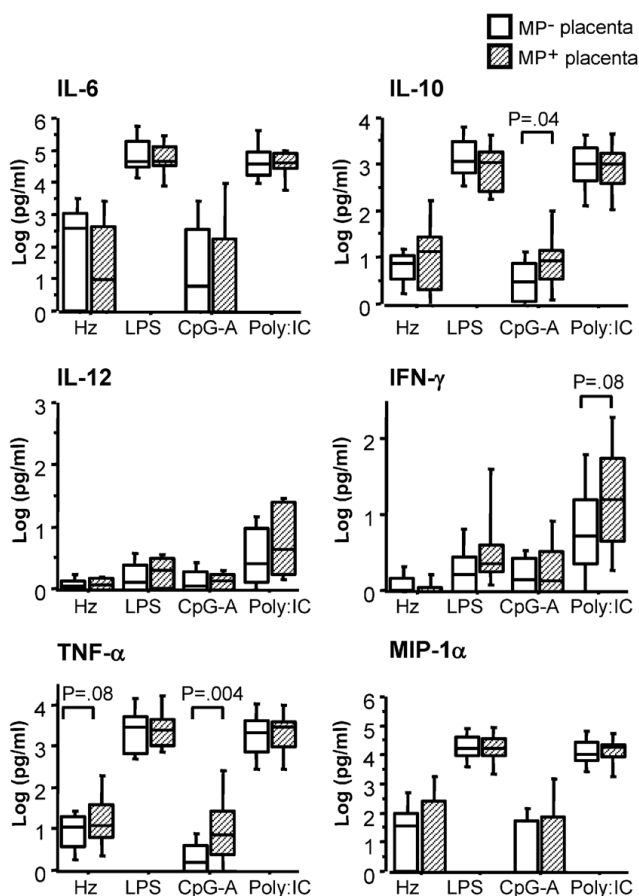 MP- placenta
MP+ placenta
IL-6
IL-10
6
5
4
3
2
1
0
Log (pg/ml)
Hz LPS CpG-A Poly:IC
4
3
2
1
0
Log (pg/ml)
P=.04
Hz LPS CpG-A Poly:IC
IL-12
IFN-γ
3
2
1
0
Log (pg/ml)
Hz LPS CpG-A Poly:IC
2
1
0
Log (pg/ml)
P=.08
Hz LPS CpG-A Poly:IC
TNF-α
MIP-1α
4
3
2
1
0
Log (pg/ml)
P=.08
P=.004
Hz LPS CpG-A Poly:IC
6
5
4
3
2
1
0
Log (pg/ml)
Hz LPS CpG-A Poly:IC